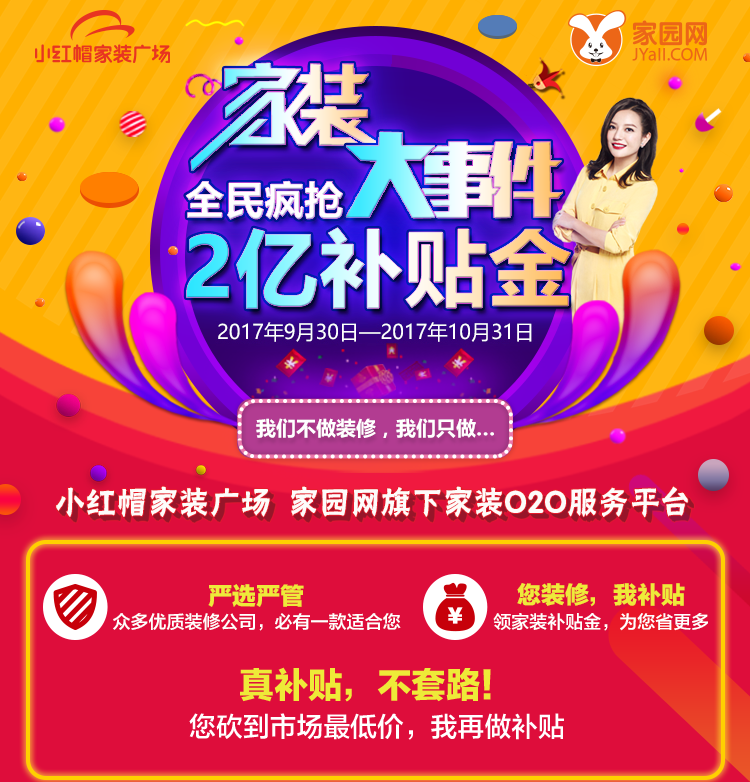 小红帽家装广场
家园网
JYall.COM
家装
大事件
全民疯抢
2亿补贴金
2017年9月30日—2017年10月31日
我们不做装修，我们只做...
小红帽家装广场 家园网旗下家装O2O服务平台
严选严管
众多优质装修公司，必有一款适合您
¥
您装修，我补贴
领家装补贴金，为您省更多
真补贴，不套路!
您砍到市场最低价，我再做补贴